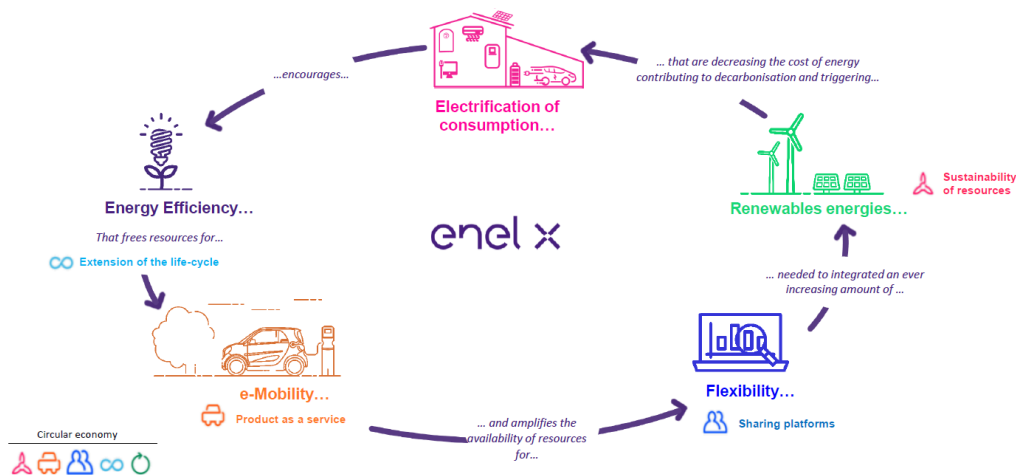 ...encourages...
Electrification of
consumption...
... that are decreasing the cost of energy
contributing to decarbonisation and triggering...
Energy Efficiency...
That frees resources for...
Extension of the life-cycle
enel x
Renewables energies...
Sustainability
of resources
... needed to integrated an ever
increasing amount of ...
e-Mobility...
Product as a service
Flexibility...
Sharing platforms
... and amplifies the
availability of resources
for...
Circular economy